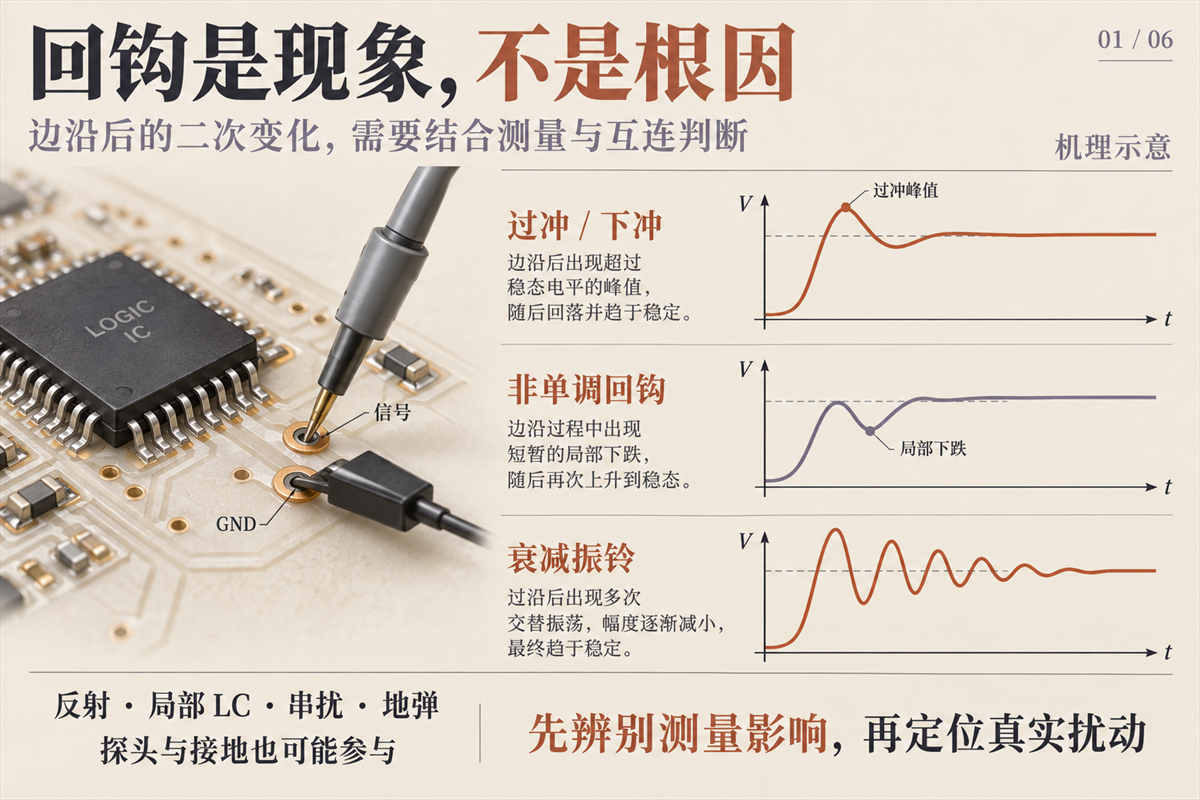 回钩是现象，不是根因
01 / 06
边沿后的二次变化，需要结合测量与互连判断
机理示意
LOGIC
IC
信号
GND
过冲 / 下冲
边沿后出现超过
稳态电平的峰值，
随后回落并趋于稳定。
V
过冲峰值
t
非单调回钩
边沿过程中出现
短暂的局部下跌，
随后再次上升到稳态。
V
局部下跌
t
衰减振铃
过沿后出现多次
交替振荡，幅度逐渐减小，
最终趋于稳定。
V
t
反射 · 局部 LC · 串扰 · 地弹
探头与接地也可能参与
先辨别测量影响，再定位真实扰动